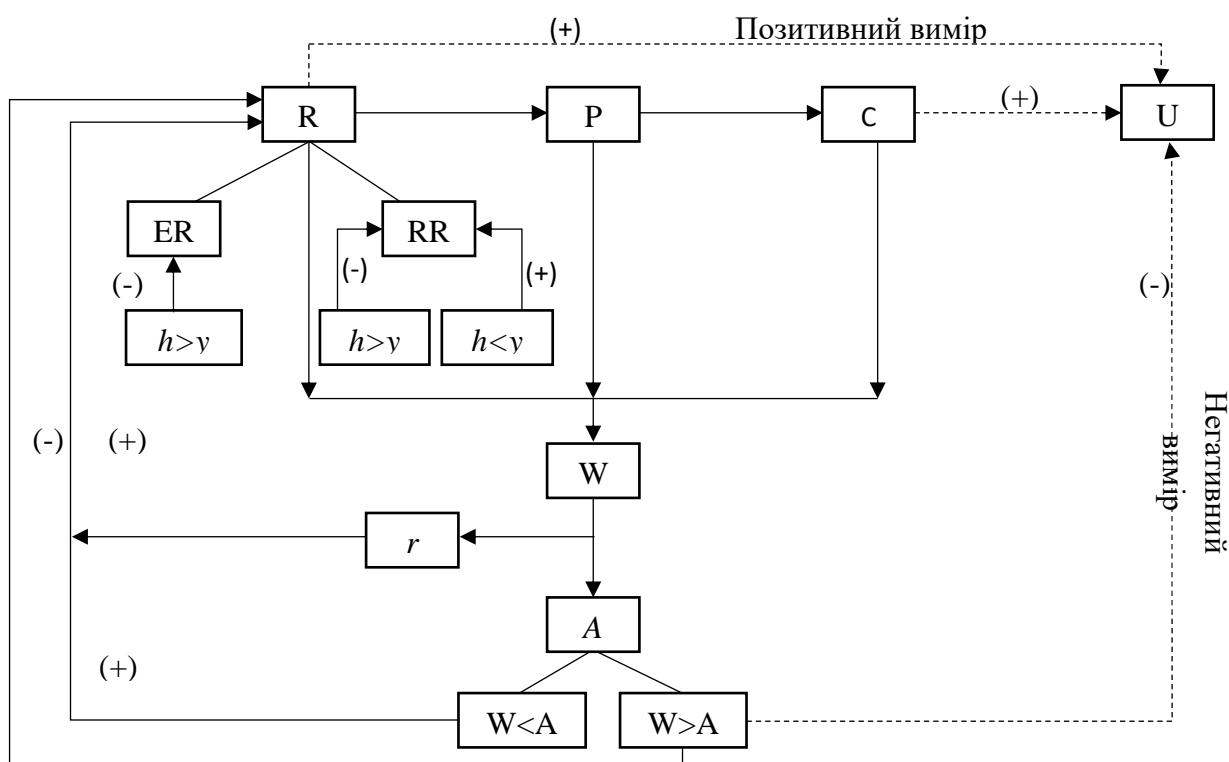 (+) Позитивний вимір
R P C (+) U
ER RR
(-) (-) (+) (-)
h>y h>y h<y
Негативний
вимір
(-) (+)
W
r
A
(+)
W<A W>A